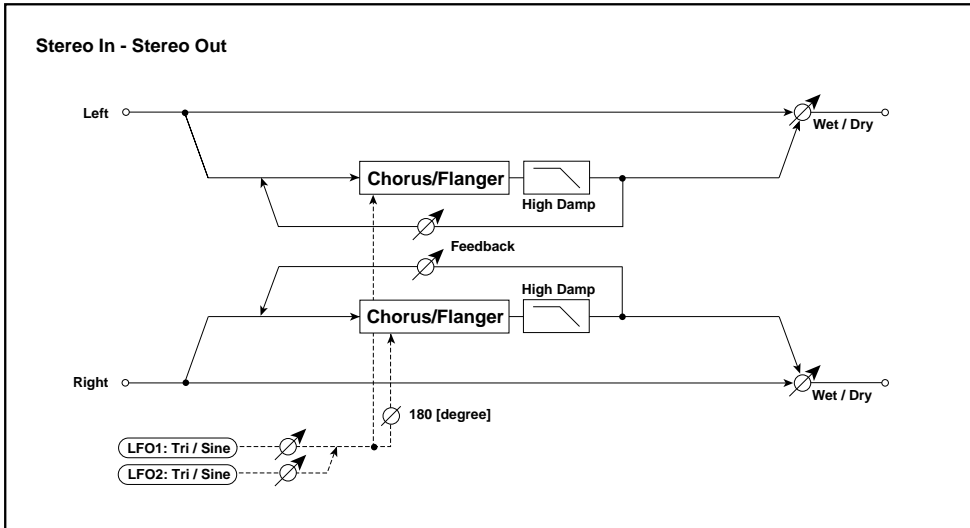 Stereo In - Stereo Out
Left
Wet / Dry
Chorus/Flanger
High Damp
Feedback
High Damp
Chorus/Flanger
Right
Wet / Dry
180 [degree]
LFO1: Tri / Sine
LFO2: Tri / Sine